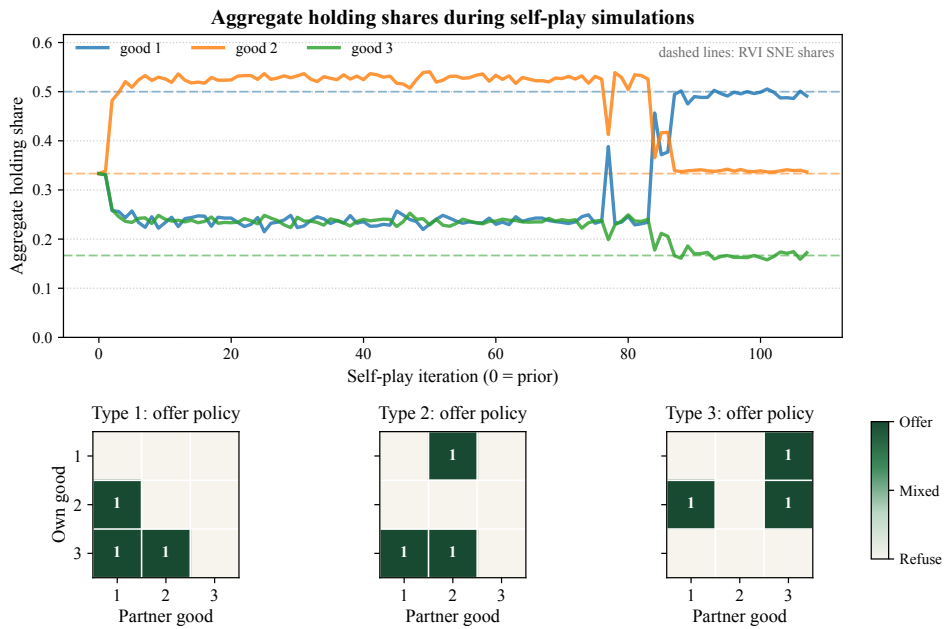 Aggregate holding shares during self-play simulations
good 1 good 2 good 3
dashed lines: RVI SNE shares
Aggregate holding share
0.6
0.5
0.4
0.3
0.2
0.1
0.0
0 20 40 60 80 100
Self-play iteration (0 = prior)
Type 1: offer policy
Own good
1
2
3
1
1 1
1 2 3
Partner good
Type 2: offer policy
1
1 1
1 2 3
Partner good
Type 3: offer policy
1
1 1
1 2 3
Partner good
Offer
Mixed
Refuse